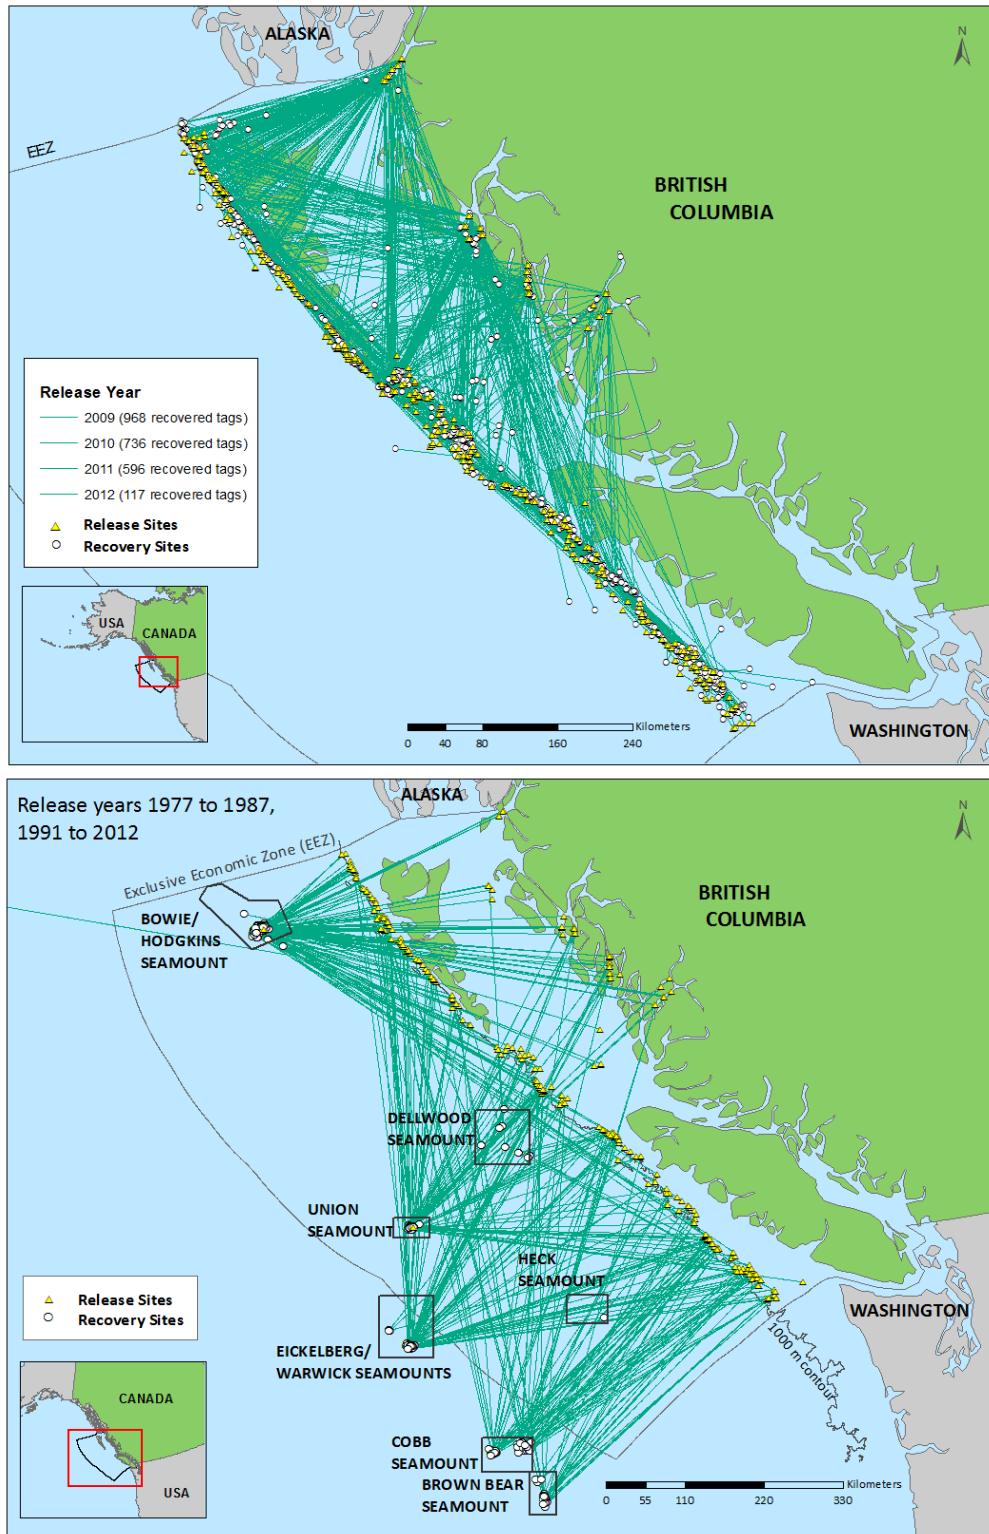 ALASKA
N
EEZ
BRITISH
COLUMBIA
Release Year
2009 (968 recovered tags)
2010 (736 recovered tags)
2011 (596 recovered tags)
2012 (117 recovered tags)
Release Sites
Recovery Sites
USA
CANADA
Kilometers
0 40 80 160 240
WASHINGTON
Release years 1977 to 1987,
1991 to 2012
ALASKA
N
Exclusive Economic Zone (EEZ)
BRITISH
COLUMBIA
BOWIE/
HODGKINS
SEAMOUNT
DELLWOOD
SEAMOUNT
UNION
SEAMOUNT
HECK
SEAMOUNT
Release Sites
Recovery Sites
WASHINGTON
EICKELBERG/
WARWICK SEAMOUNTS
1000 m contour
CANADA
USA
COBB
SEAMOUNT
BROWN BEAR
SEAMOUNT
Kilometers
0 55 110 220 330